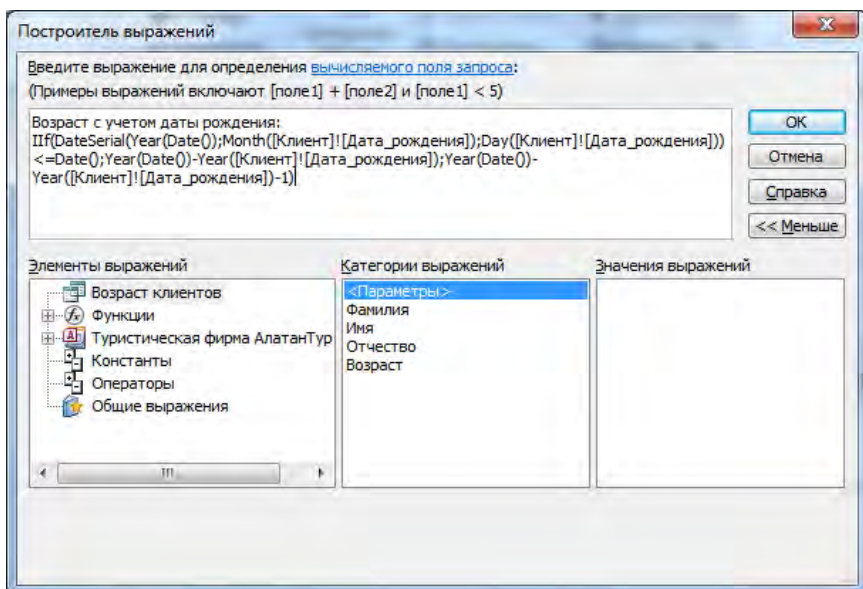 Построитель выражений
Введите выражение для определения вычисляемого поля запроса:
(Примеры выражений включают [поле1] + [поле2] и [поле1] < 5)
Возраст с учетом даты рождения:
IIf(DateSerial(Year(Date());Month([Клиент]![Дата_рождения]);Day([Клиент]![Дата_рождения]))
<=Date();Year(Date())-Year([Клиент]![Дата_рождения]);Year(Date())-
Year([Клиент]![Дата_рождения])-1)
ОК
Отмена
Справка
<< Меньше
Элементы выражений
Возраст клиентов
Функции
Туристическая фирма АлатанТур
Константы
Операторы
Общие выражения
Категории выражений
<Параметры>
Фамилия
Имя
Отчество
Возраст
Значения выражений